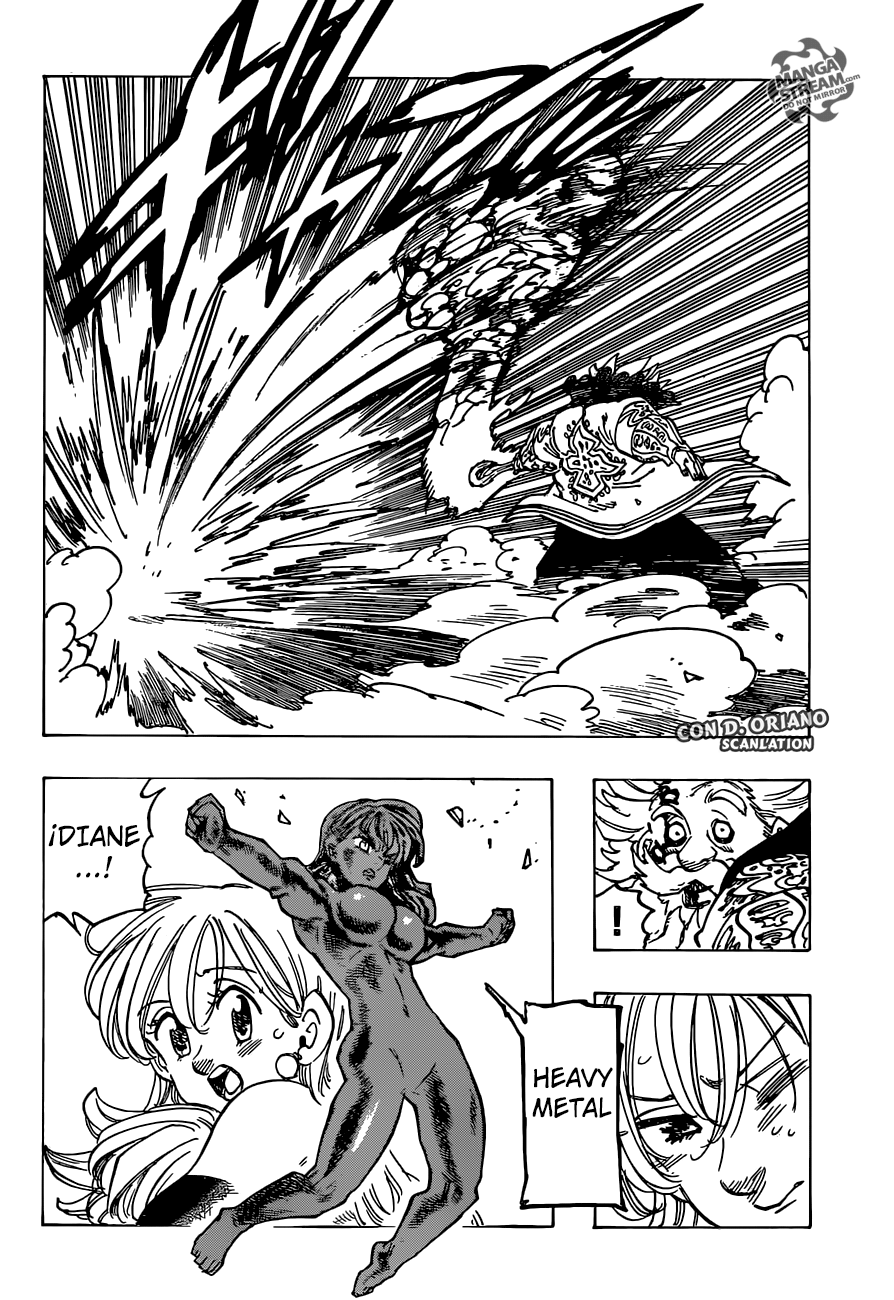 MANGA
STREAM.com
DO NOT MIRROR
CON D. ORIANO
SCANLATION
¡DIANE
...!
!
HEAVY
METAL